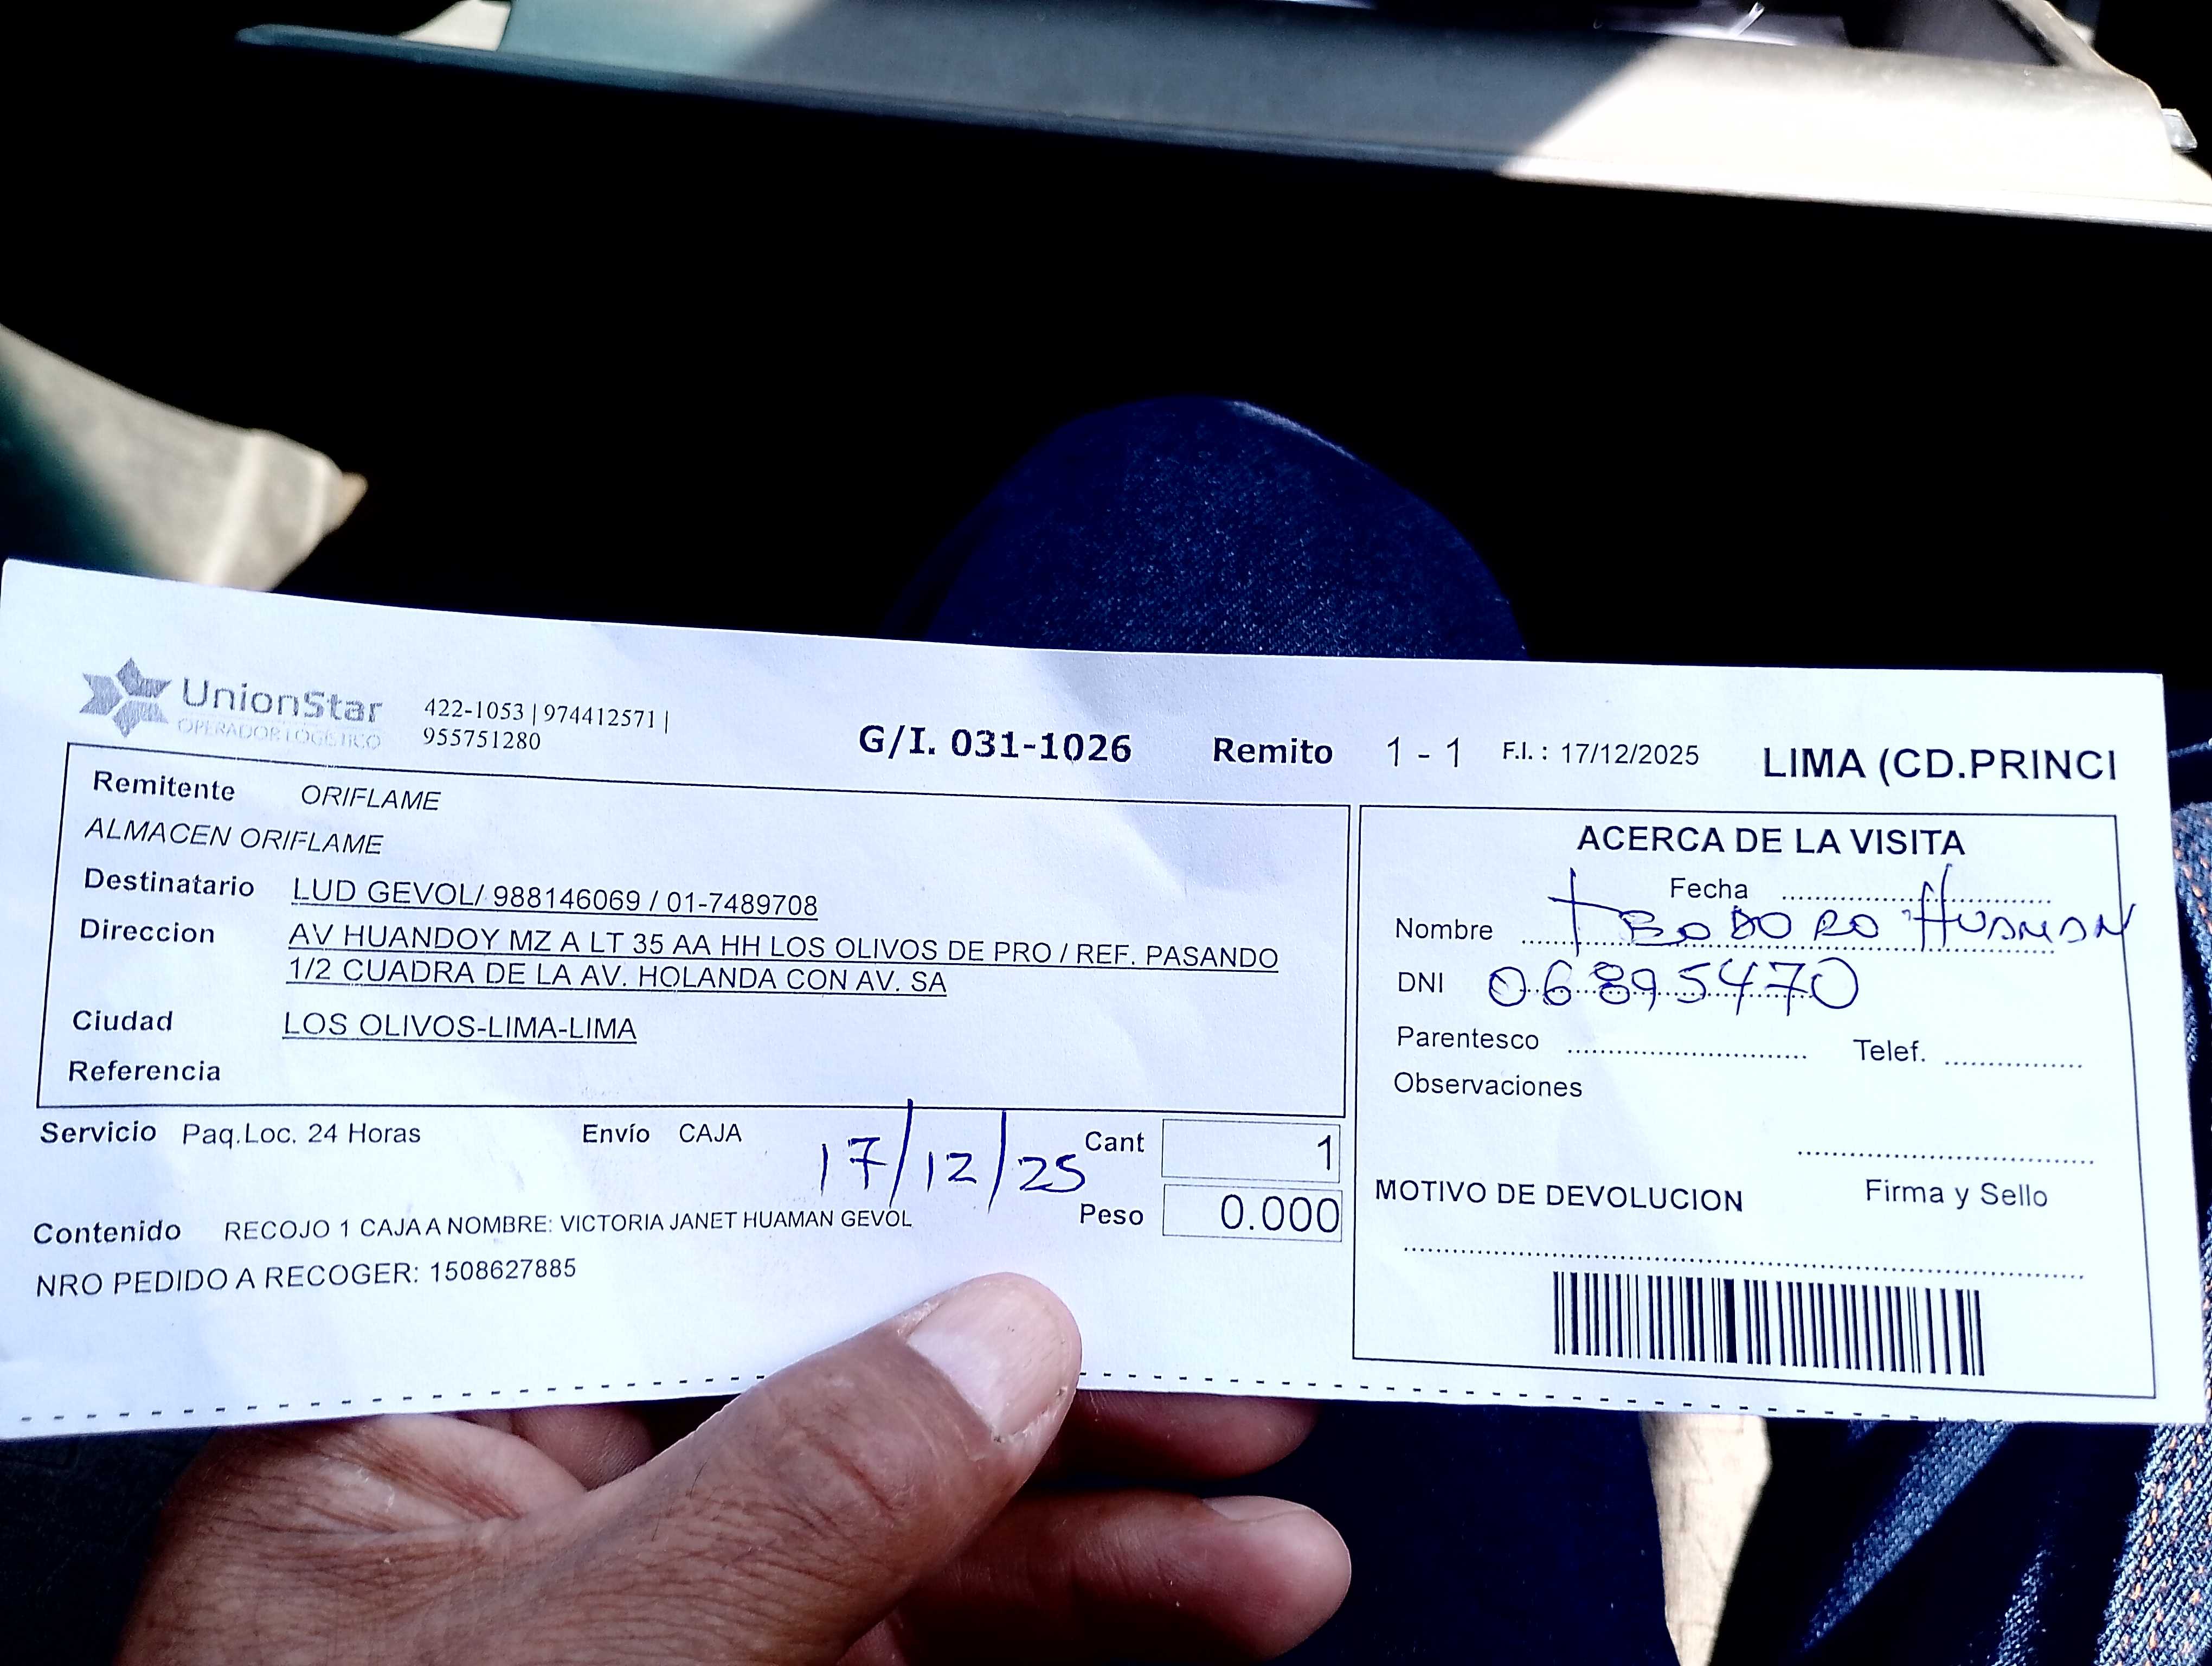 UnionStar
OPERADOR LOGÍSTICO
422-1053 | 974412571 |
955751280
G/I. 031-1026 Remito 1 - 1 F.I. : 17/12/2025 LIMA (CD.PRINCI
Remitente ORIFLAME
ALMACEN ORIFLAME
Destinatario LUD GEVOL/ 988146069 / 01-7489708
Direccion AV HUANDOY MZ A LT 35 AA HH LOS OLIVOS DE PRO / REF. PASANDO
1/2 CUADRA DE LA AV. HOLANDA CON AV. SA
Ciudad LOS OLIVOS-LIMA-LIMA
Referencia
Servicio Paq.Loc. 24 Horas Envío CAJA 17/12/25 Cant 1
Peso 0.000
Contenido RECOJO 1 CAJA A NOMBRE: VICTORIA JANET HUAMAN GEVOL
NRO PEDIDO A RECOGER: 1508627885
ACERCA DE LA VISITA
Fecha
Nombre TEODORO HUAMAN
DNI 06895470
Parentesco Telef.
Observaciones
Firma y Sello
MOTIVO DE DEVOLUCION